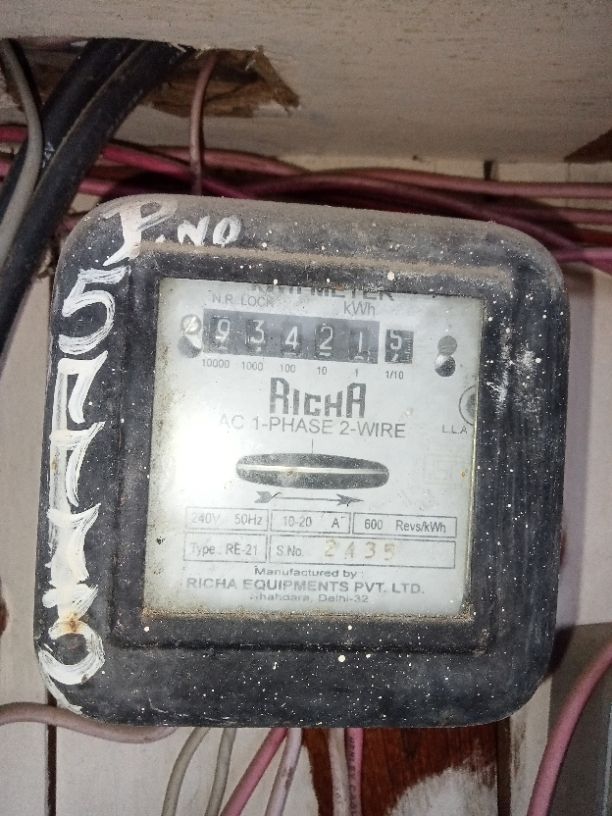 P.NO
METER
N.R. LOCK kWh
9 3 4 2 1 5
10000 1000 100 10 1 1/10
RICHA
L.L.A
AC 1-PHASE 2-WIRE
240V 50Hz 10-20 A 600 Revs/kWh
Type. RE-21 S.No. 2435
Manufactured by :
RICHA EQUIPMENTS PVT. LTD.
Shahdara, Delhi-32